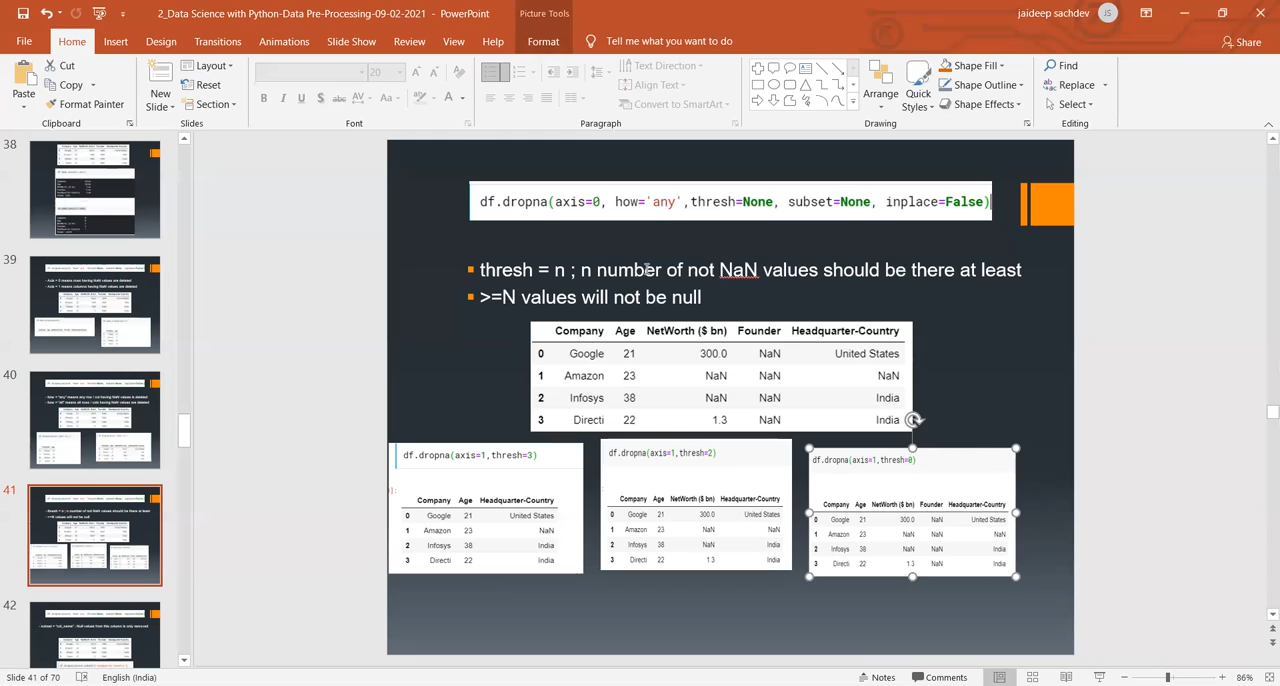 2_Data Science with Python-Data Pre-Processing-09-02-2021 - PowerPoint
Picture Tools
jaideep sachdev
JS
File Home Insert Design Transitions Animations Slide Show Review View Help Format Tell me what you want to do Share
Paste
Cut
Copy
Format Painter
Clipboard
New Slide
Layout
Reset
Section
Slides
20
Font
Text Direction
Align Text
Convert to SmartArt
Paragraph
Arrange
Quick Styles
Shape Fill
Shape Outline
Shape Effects
Drawing
Find
Replace
Select
Editing
38
39
40
41
42
df.dropna(axis=0, how='any',thresh=None, subset=None, inplace=False)
thresh = n ; n number of not NaN values should be there at least
>=N values will not be null
Company Age NetWorth ($ bn) Founder Headquarter-Country
0 Google 21 300.0 NaN United States
1 Amazon 23 NaN NaN NaN
2 Infosys 38 NaN NaN India
3 Directi 22 1.3 NaN India
df.dropna(axis=1,thresh=3)
Company Age Headquarter-Country
0 Google 21 United States
1 Amazon 23 NaN
2 Infosys 38 India
3 Directi 22 India
df.dropna(axis=1,thresh=2)
Company Age NetWorth ($ bn) Headquarter-Country
0 Google 21 300.0 United States
1 Amazon 23 NaN NaN
2 Infosys 38 NaN India
3 Directi 22 1.3 India
df.dropna(axis=1,thresh=0)
Company Age NetWorth ($ bn) Founder Headquarter-Country
0 Google 21 300.0 NaN United States
1 Amazon 23 NaN NaN NaN
2 Infosys 38 NaN NaN India
3 Directi 22 1.3 NaN India
Slide 41 of 70 English (India) Notes Comments 86%